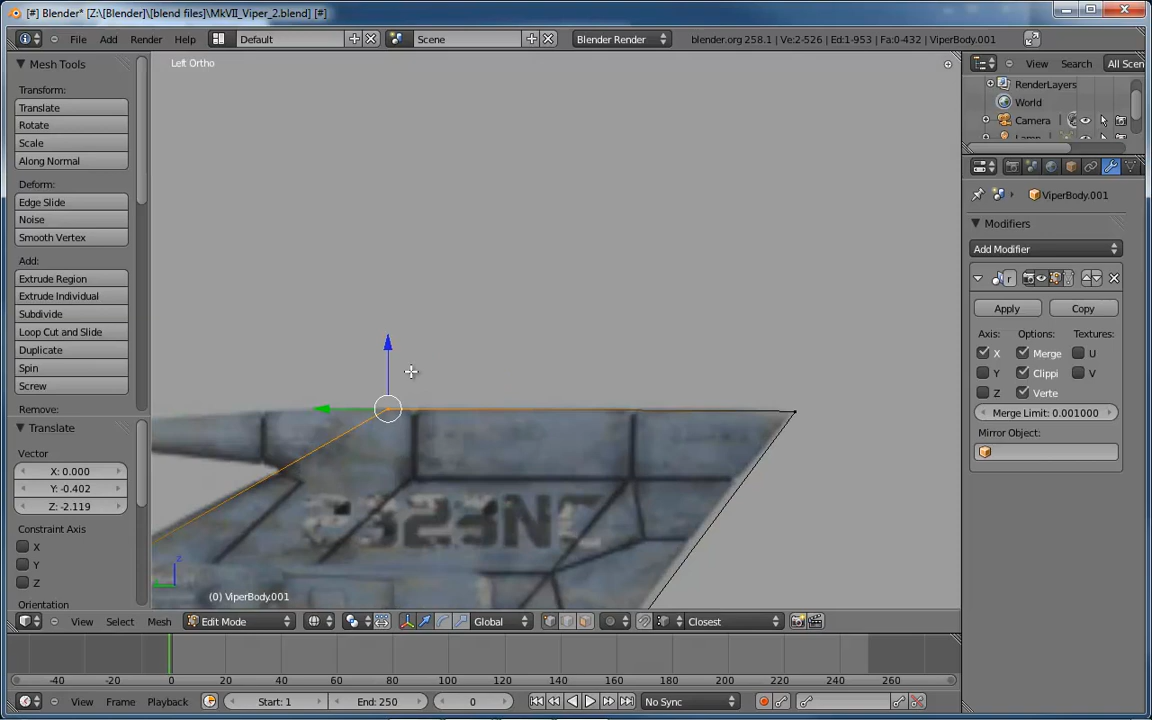 [#] Blender* [Z:\[Blender]\[blend files]\MkVII_Viper_2.blend] [#]
File Add Render Help Default Scene Blender Render blender.org 258.1 | Ve:2-526 | Ed:1-953 | Fa:0-432 | ViperBody.001
Mesh Tools
Transform:
Translate
Rotate
Scale
Along Normal
Deform:
Edge Slide
Noise
Smooth Vertex
Add:
Extrude Region
Extrude Individual
Subdivide
Loop Cut and Slide
Duplicate
Spin
Screw
Remove:
Translate
Vector
X: 0.000
Y: -0.402
Z: -2.119
Constraint Axis
X
Y
Z
Orientation
Left Ortho
z
(0) ViperBody.001
View Select Mesh Edit Mode Global Closest
-40 -20 0 20 40 60 80 100 120 140 160 180 200 220 240 260
View Frame Playback Start: 1 End: 250 0 No Sync
View Search All Scen
RenderLayers
World
Camera
ViperBody.001
Modifiers
Add Modifier
r
Apply Copy
Axis: Options: Textures:
X Merge U
Y Clippi V
Z Verte
Merge Limit: 0.001000
Mirror Object: